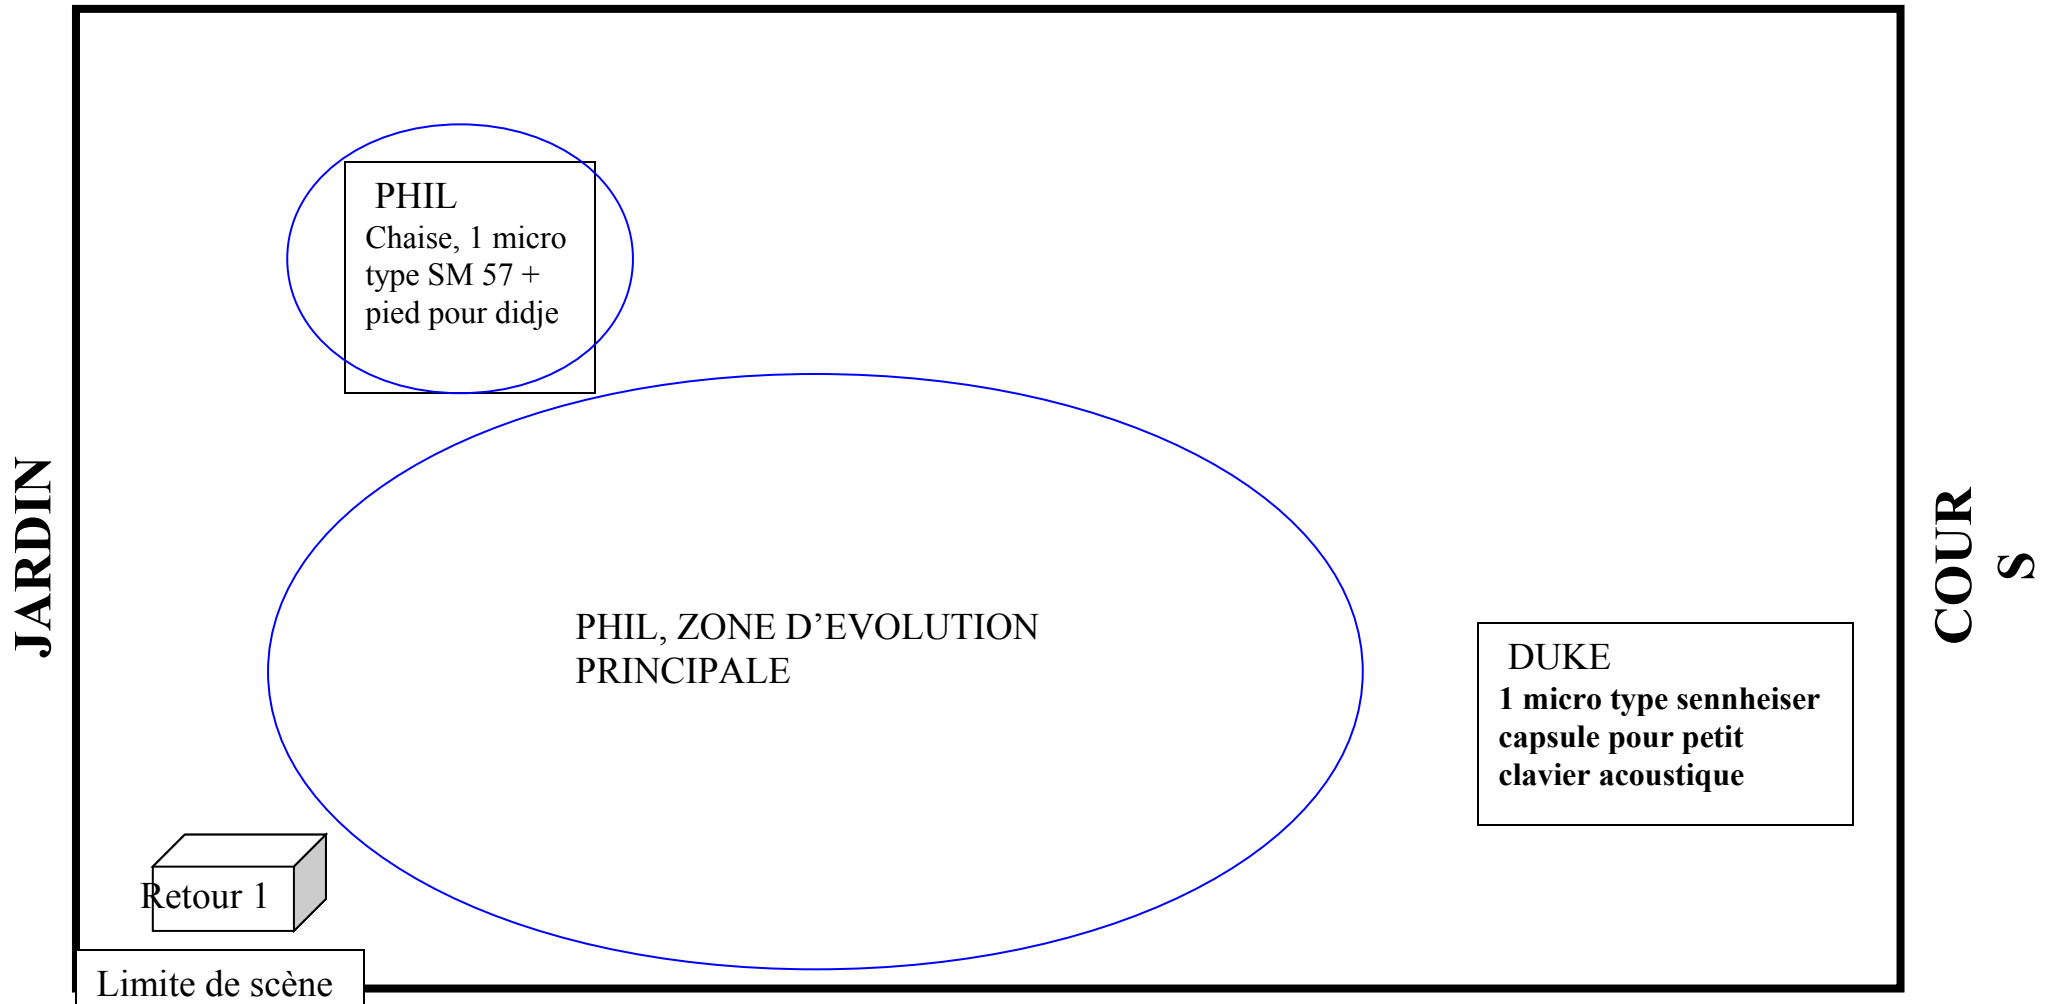 PHIL
Chaise, 1 micro
type SM 57 +
pied pour didje
JARDIN
PHIL, ZONE D’EVOLUTION
PRINCIPALE
COUR
S
DUKE
1 micro type sennheiser
capsule pour petit
clavier acoustique
Retour 1
Limite de scène